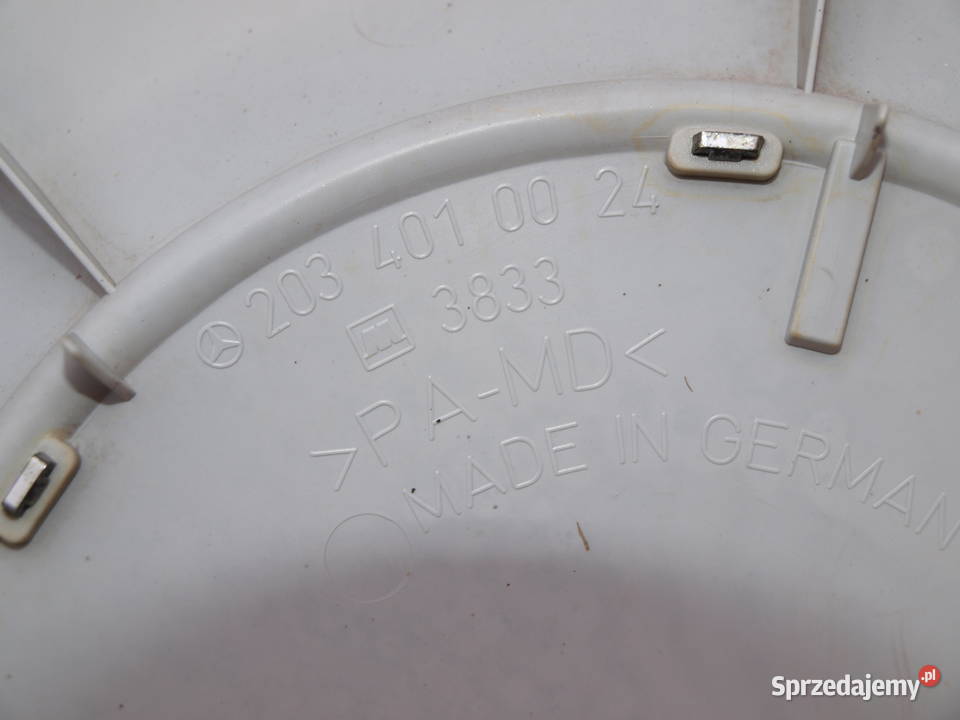 203 401 00 24
3833
>PA-MD<
MADE IN GERMAN
Sprzedajemy.pl